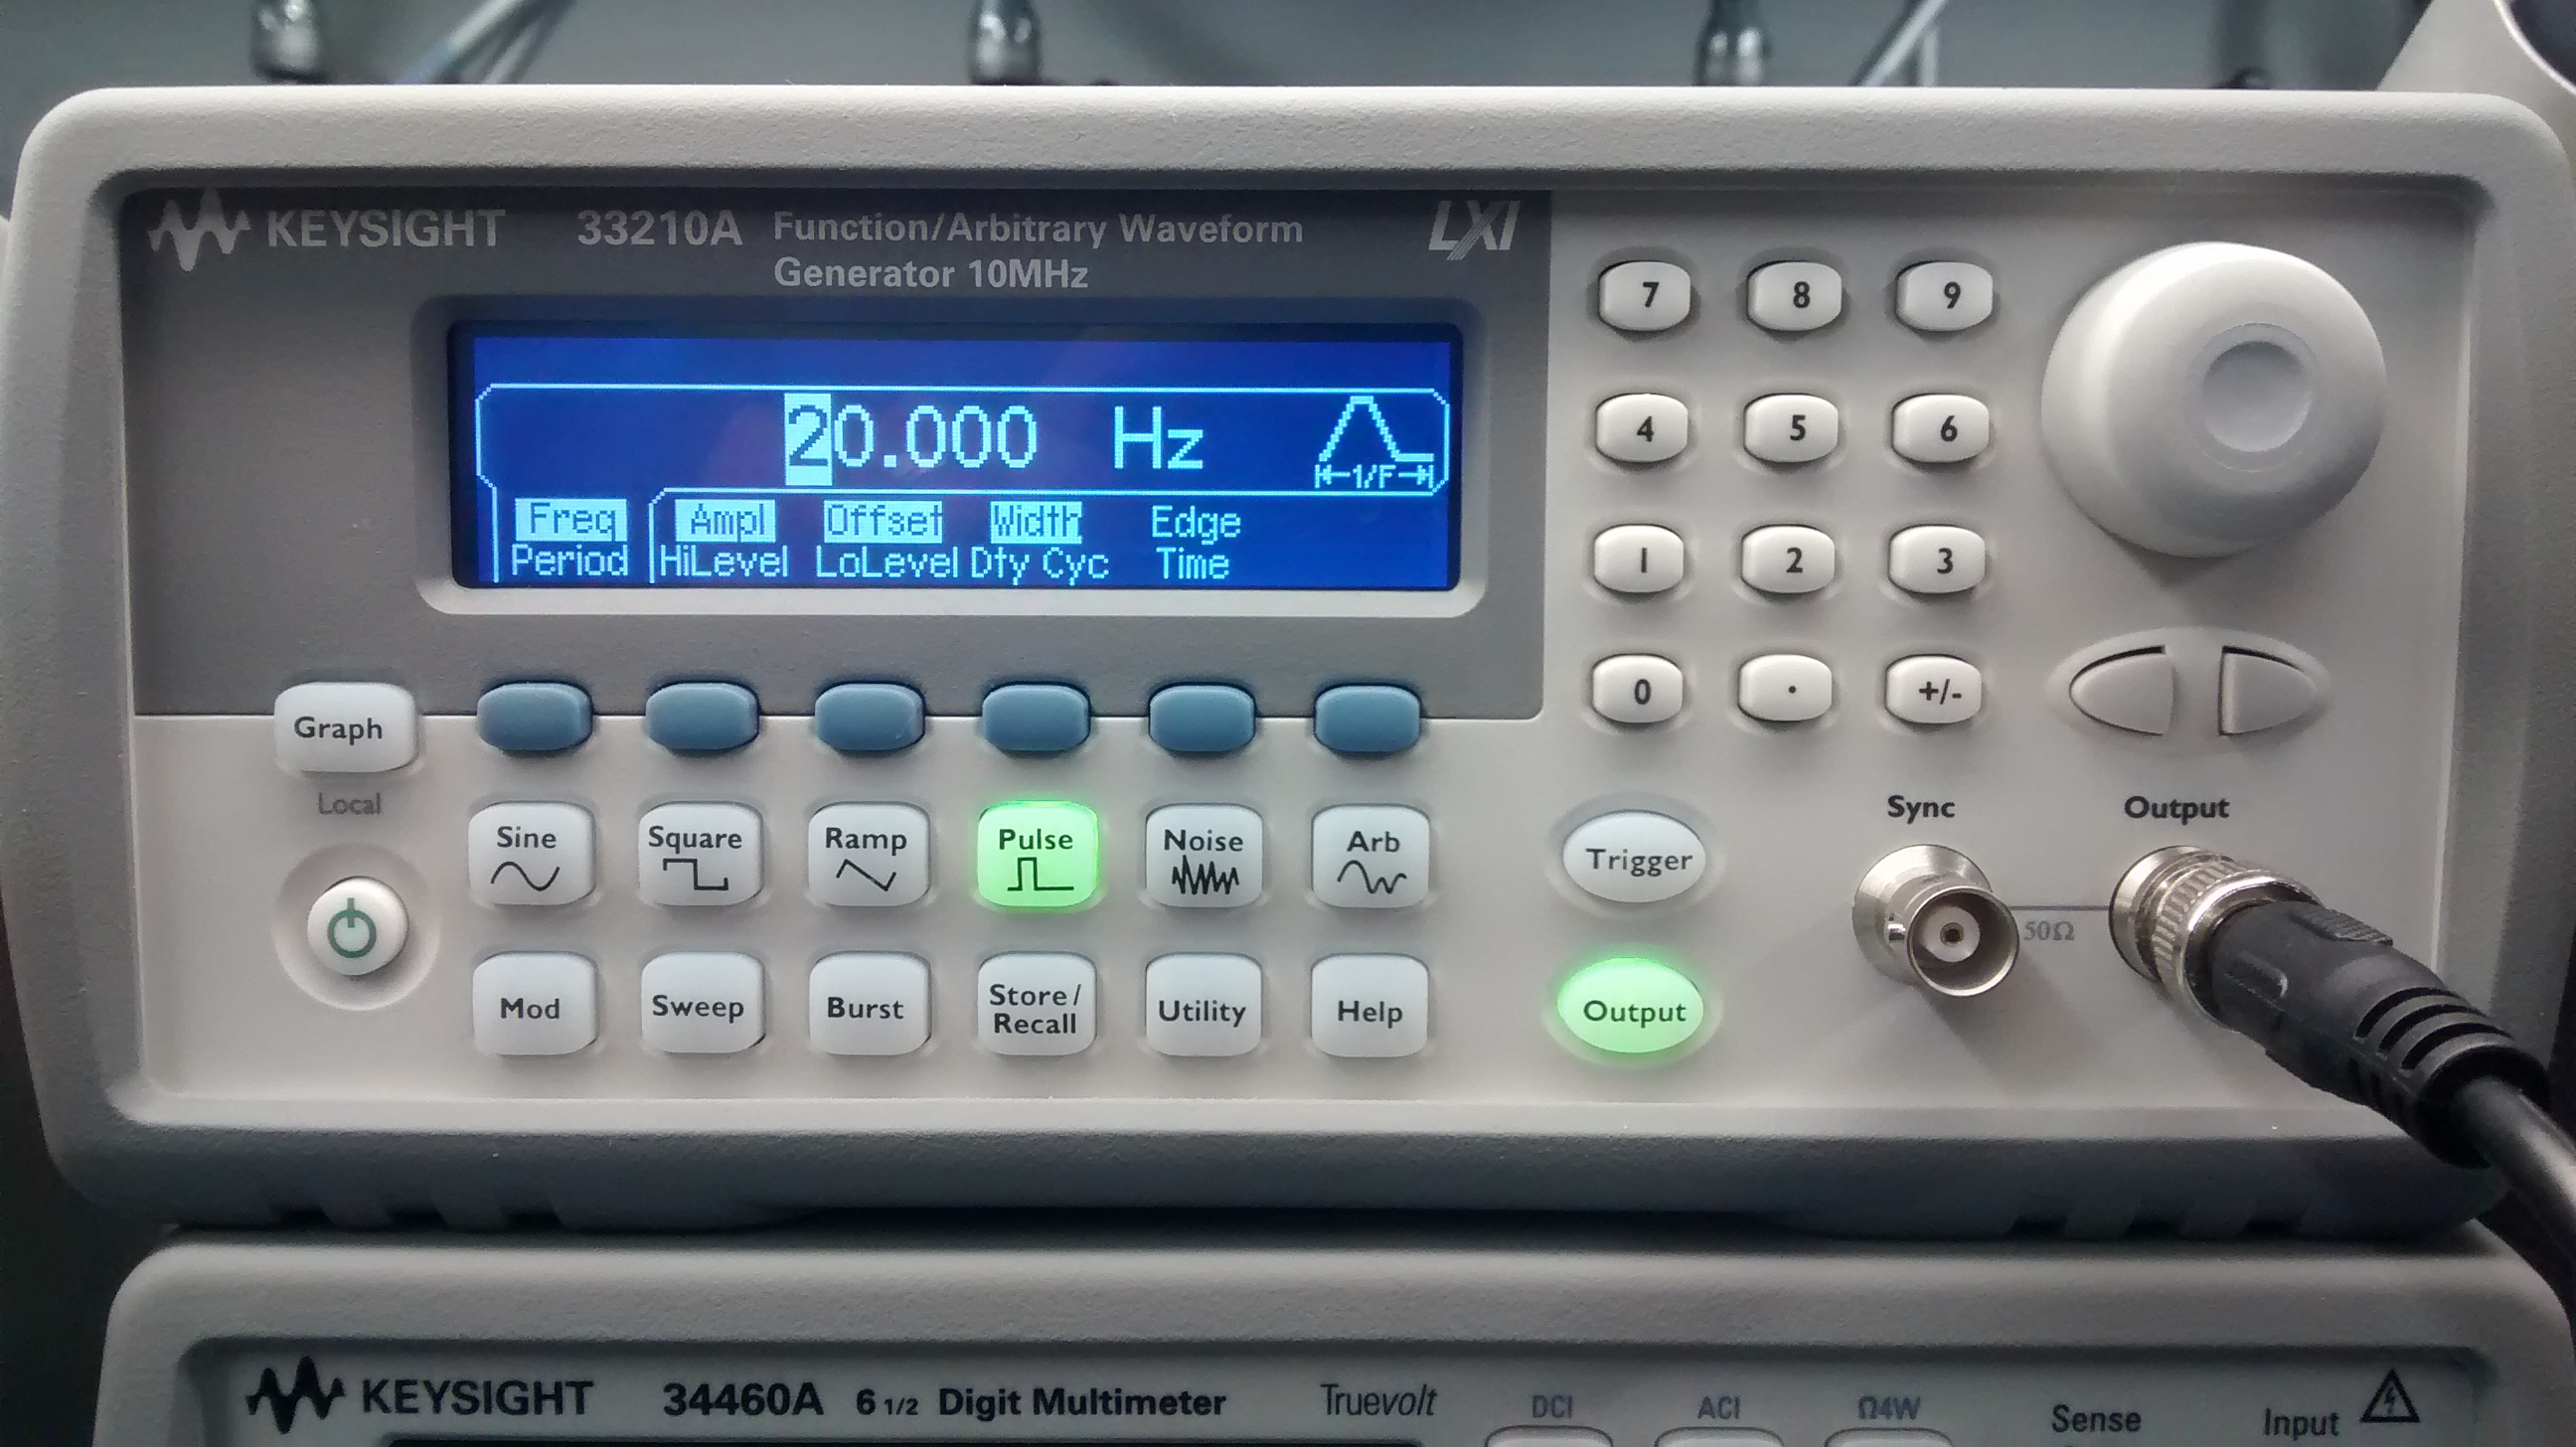 KEYSIGHT 33210A Function/Arbitrary Waveform LXI
Generator 10MHz
20.000 Hz
1/F
Freq Ampl Offset Width Edge
Period HiLevel LoLevel Dty Cyc Time
7 8 9
4 5 6
1 2 3
0 . +/-
Graph
Local
Sine Square Ramp Pulse Noise Arb
Mod Sweep Burst Store/ Recall Utility Help
Trigger
Output
Sync Output
50Ω
KEYSIGHT 34460A 6 1/2 Digit Multimeter Truevolt
DCI ACI Ω4W Sense Input